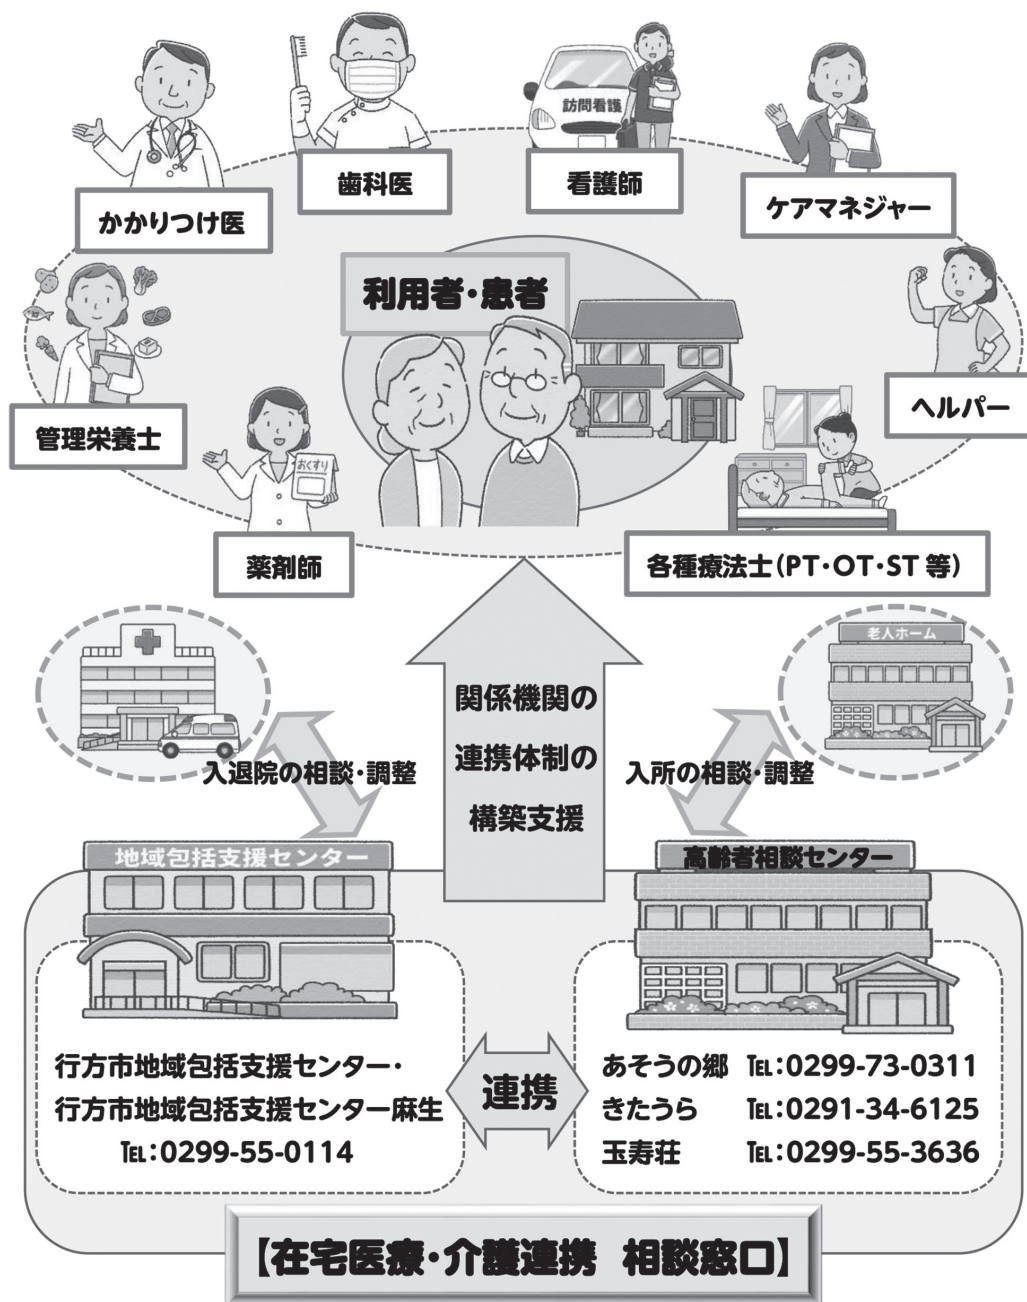 訪問看護
かかりつけ医
歯科医
看護師
ケアマネジャー
利用者・患者
管理栄養士
おくすり
薬剤師
ヘルパー
各種療法士(PT・OT・ST 等)
老人ホーム
関係機関の
連携体制の
構築支援
入退院の相談・調整
入所の相談・調整
地域包括支援センター
高齢者相談センター
行方市地域包括支援センター・
行方市地域包括支援センター麻生
℡:0299-55-0114
連携
あそうの郷 ℡:0299-73-0311
きたうら ℡:0291-34-6125
玉寿荘 ℡:0299-55-3636
【在宅医療・介護連携 相談窓口】